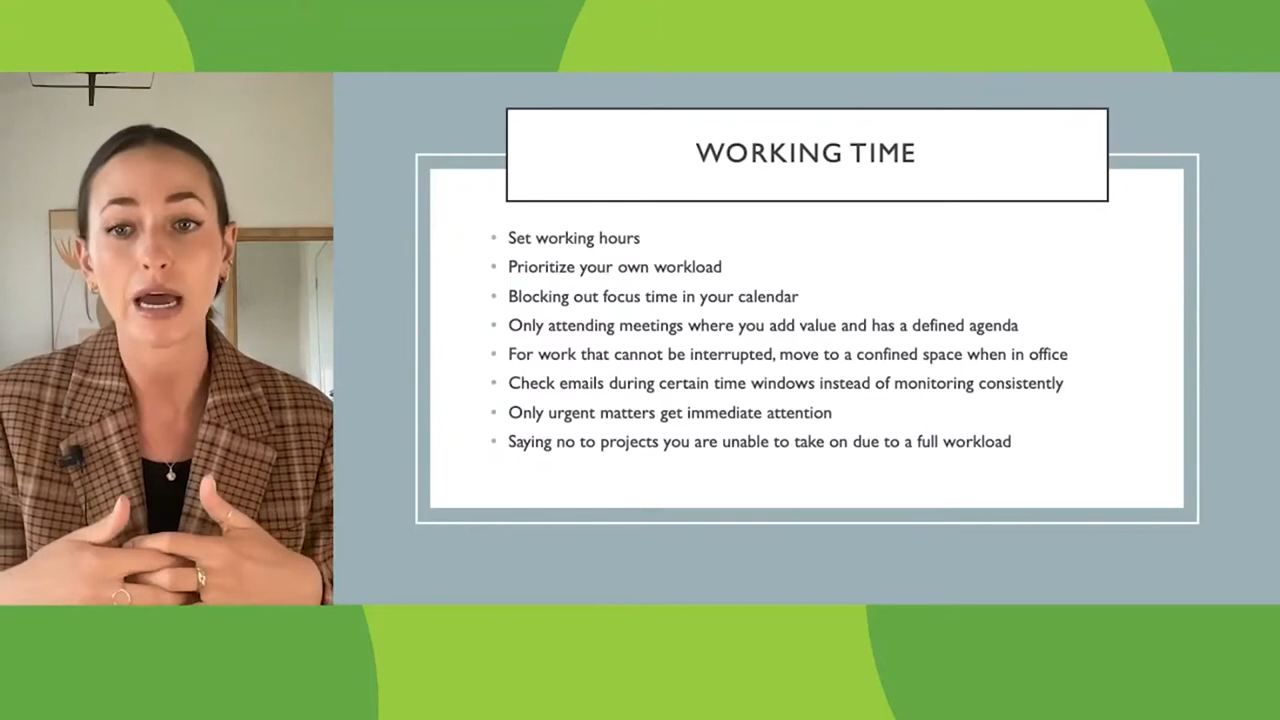 WORKING TIME
• Set working hours
• Prioritize your own workload
• Blocking out focus time in your calendar
• Only attending meetings where you add value and has a defined agenda
• For work that cannot be interrupted, move to a confined space when in office
• Check emails during certain time windows instead of monitoring consistently
• Only urgent matters get immediate attention
• Saying no to projects you are unable to take on due to a full workload